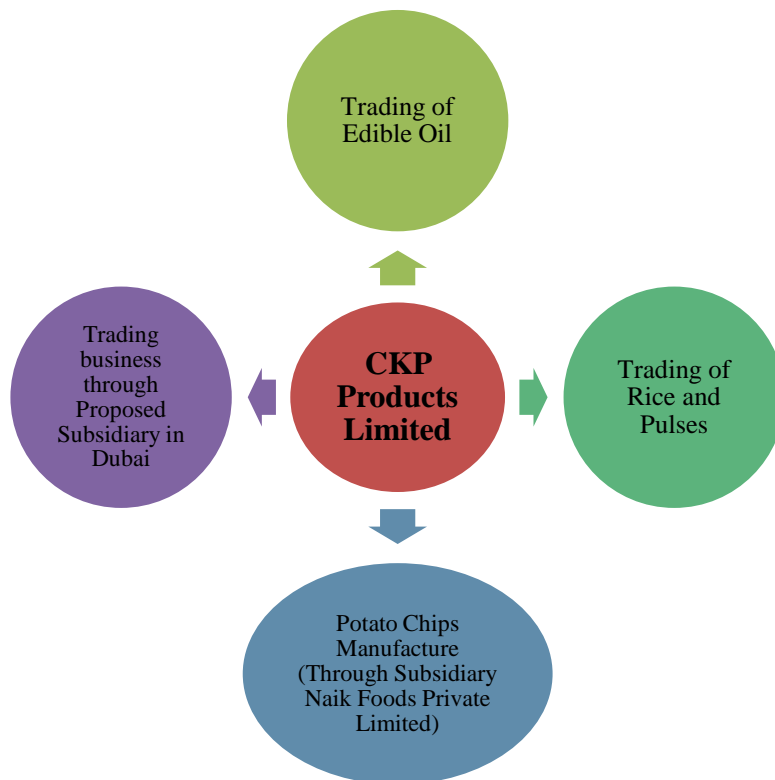 Trading of
Edible Oil
Trading
business
through
Proposed
Subsidiary in
Dubai
CKP
Products
Limited
Trading of
Rice and
Pulses
Potato Chips
Manufacture
(Through Subsidiary
Naik Foods Private
Limited)